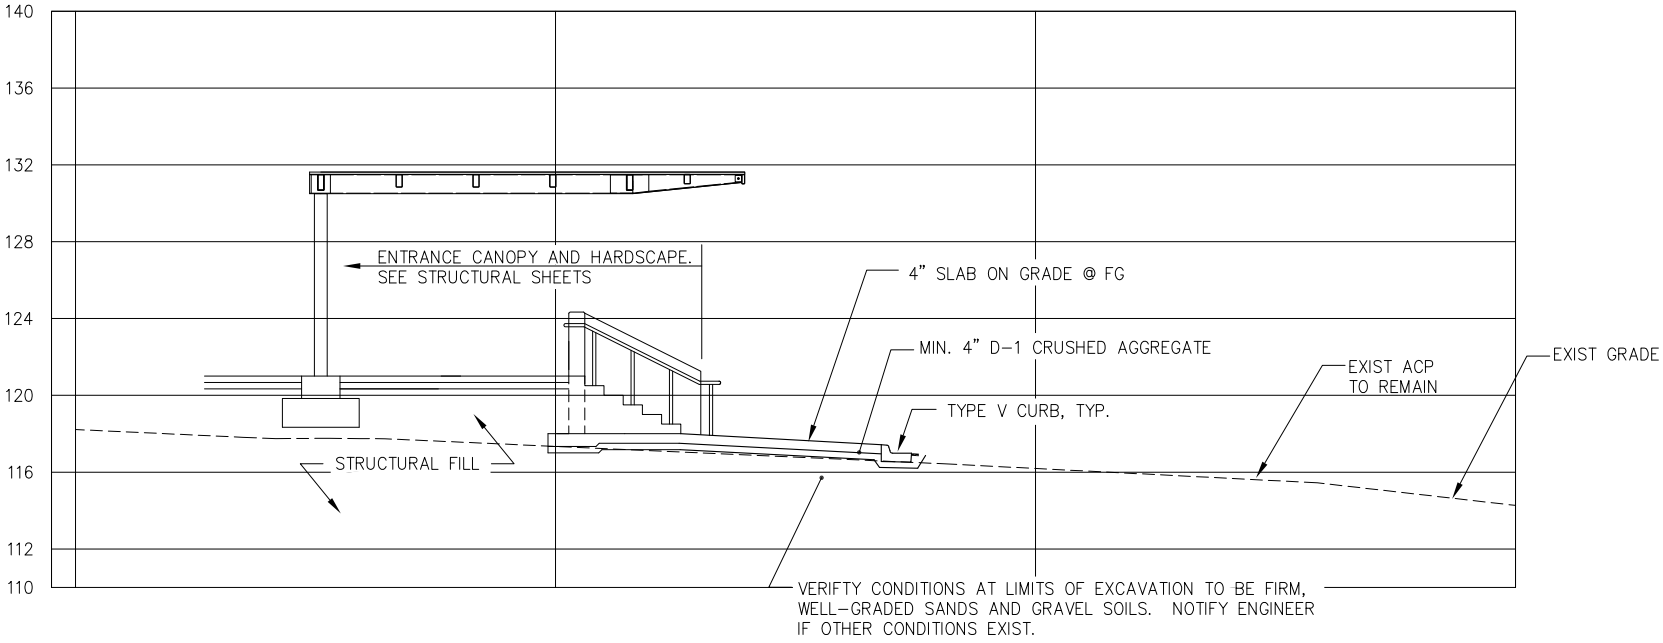 140
136
132
128
ENTRANCE CANOPY AND HARDSCAPE.
SEE STRUCTURAL SHEETS
4" SLAB ON GRADE @ FG
124
MIN. 4" D-1 CRUSHED AGGREGATE
EXIST GRADE
EXIST ACP
TO REMAIN
120
TYPE V CURB, TYP.
STRUCTURAL FILL
116
112
110
VERIFTY CONDITIONS AT LIMITS OF EXCAVATION TO BE FIRM,
WELL-GRADED SANDS AND GRAVEL SOILS. NOTIFY ENGINEER
IF OTHER CONDITIONS EXIST.